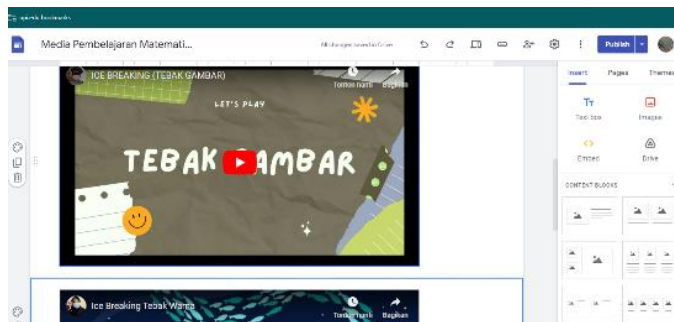 bookmarks
Media Pembelajaran Matemati...
Publish
Insert Pages Themes
Text box Images
Embed Drive
CONTENT BLOCKS
ICE BREAKING (TEBAK GAMBAR)
Tonton nanti Bagikan
LET'S PLAY
TEBAK GAMBAR
Ice Breaking Tebak Warna
Tonton nanti Bagikan